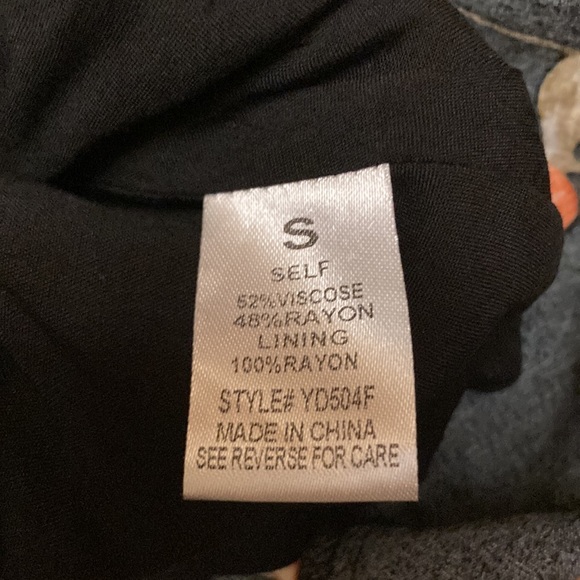 S
SELF
52%VISCOSE
48%RAYON
LINING
100%RAYON
STYLE# YD504F
MADE IN CHINA
SEE REVERSE FOR CARE